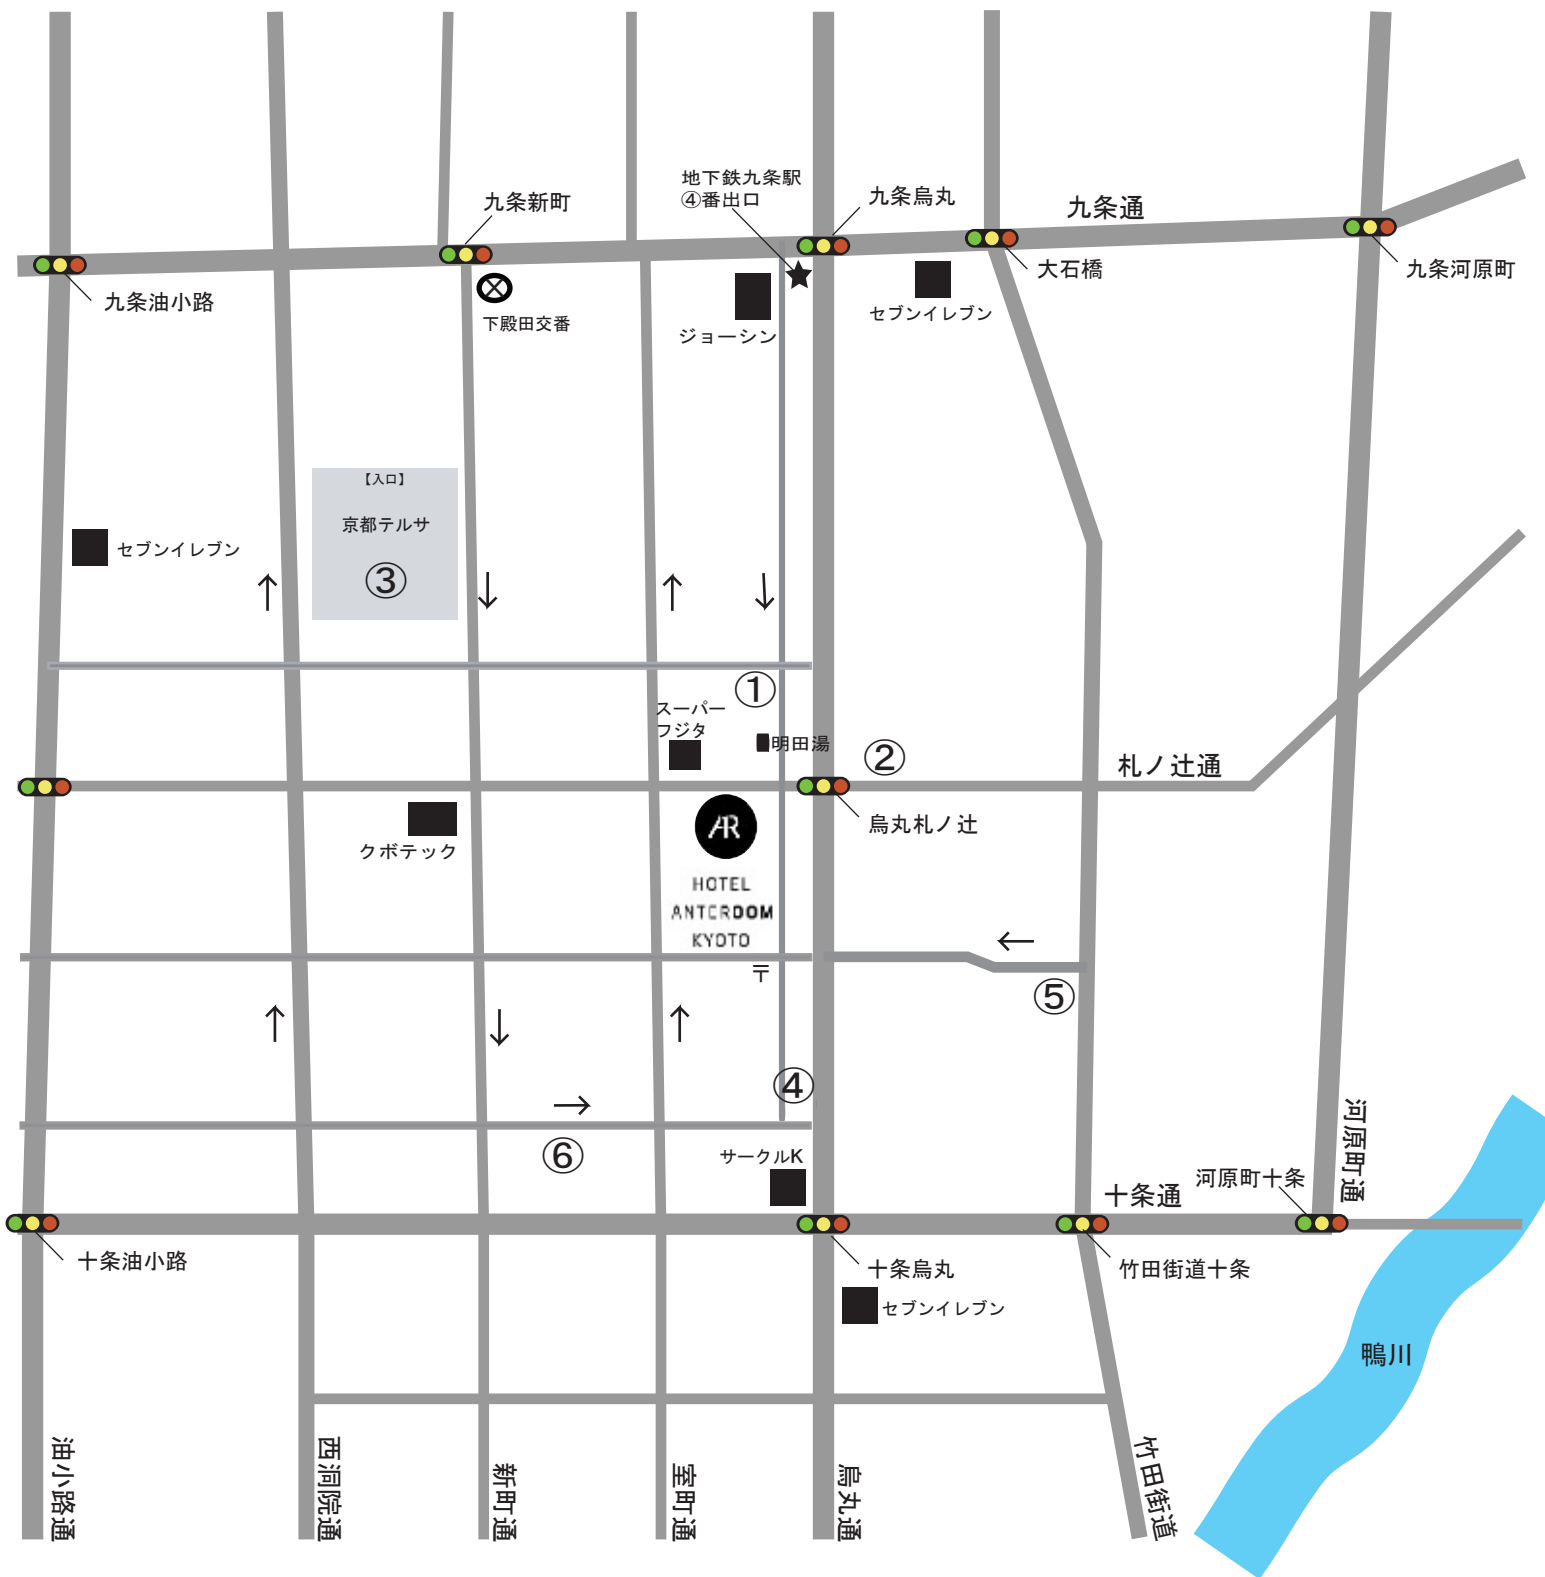 地下鉄九条駅
④番出口
九条烏丸
九条新町
九条通
大石橋
九条河原町
九条油小路
セブンイレブン
下殿田交番
ジョーシン
【入口】
京都テルサ
③
セブンイレブン
①
スーパー
フジタ
明田湯
②
札ノ辻通
烏丸札ノ辻
クボテック
AR
HOTEL
ANTERDOM
KYOTO
〒
⑤
④
⑥
サークルK
河原町通
十条通
河原町十条
十条油小路
十条烏丸
竹田街道十条
セブンイレブン
鴨川
油小路通
西洞院通
新町通
室町通
烏丸通
竹田街道